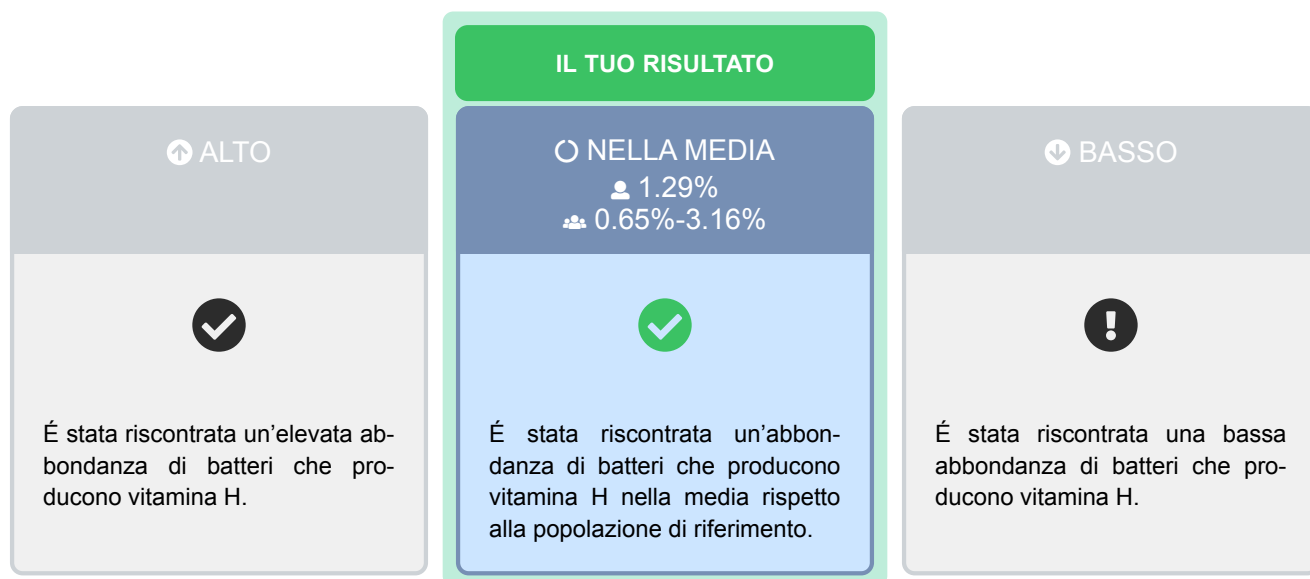 IL TUO RISULTATO
ALTO
É stata riscontrata un’elevata ab-
bondanza di batteri che pro-
ducono vitamina H.
NELLA MEDIA
1.29%
0.65%-3.16%
É stata riscontrata un’abbon-
danza di batteri che producono
vitamina H nella media rispetto
alla popolazione di riferimento.
BASSO
É stata riscontrata una bassa
abbondanza di batteri che pro-
ducono vitamina H.